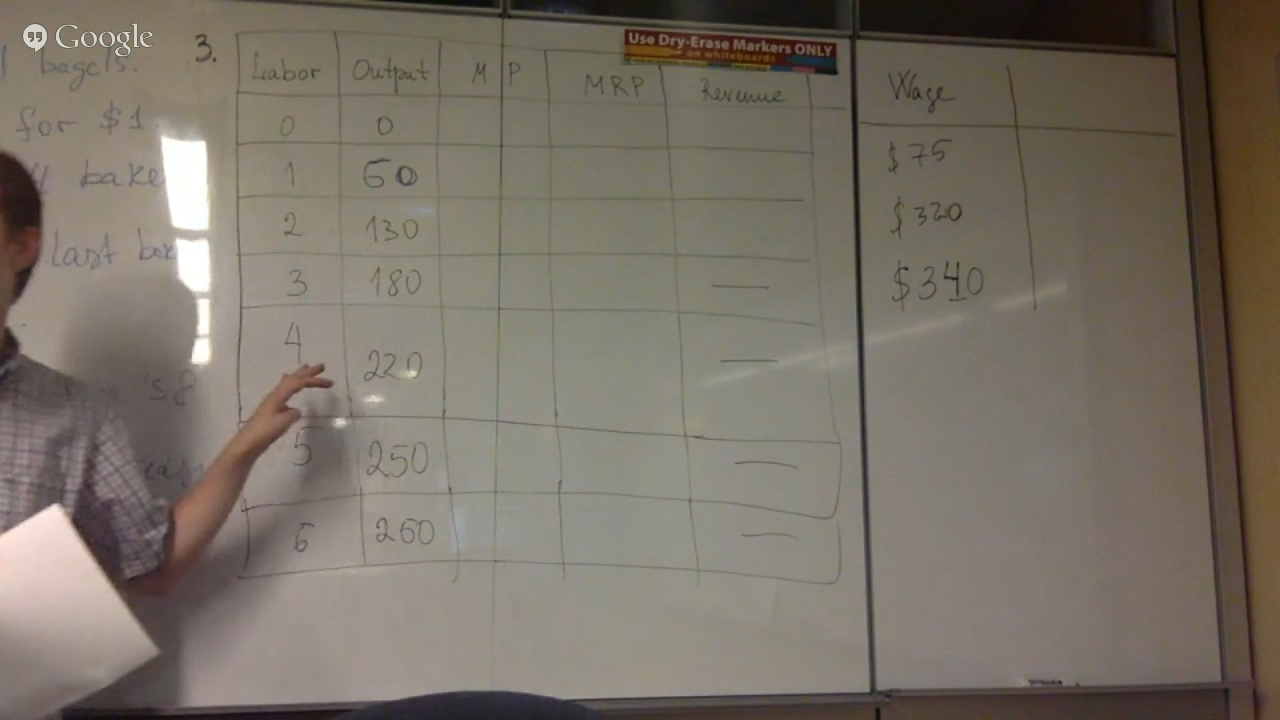 Google
bagels.
for $1
bake
last box
3.
Use Dry-Erase Markers ONLY
on whiteboards
Labor Output MP MRP Revenue
0 0
1 60
2 130
3 180 —
4 220 —
5 250 —
6 260 —
Wage
$75
$320
$340